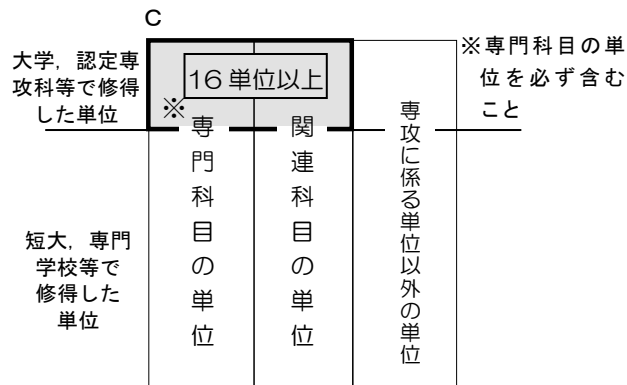 C
大学，認定専
攻科等で修得
した単位
16単位以上
※
※専門科目の単
位を必ず含む
こと
専門科目の単位
関連科目の単位
専攻に係る単位以外の単位
短大，専門
学校等で
修得した
単位